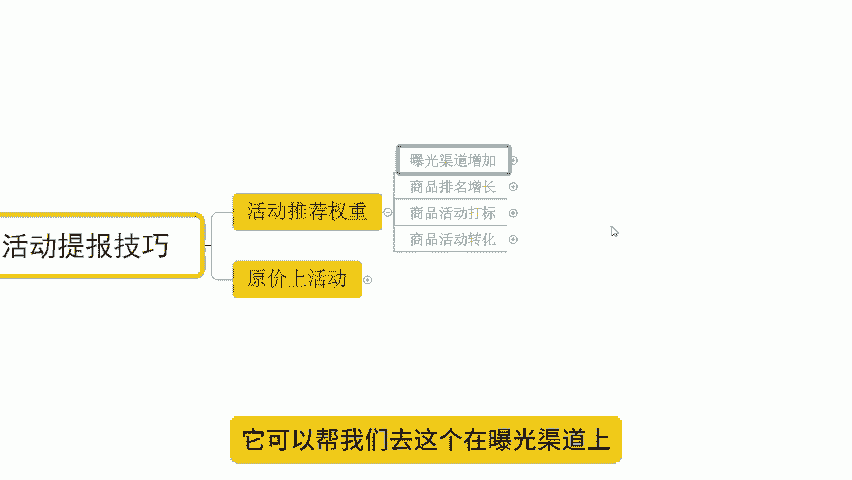 曝光渠道增加
商品排名增长
活动推荐权重
商品活动打标
商品活动转化
活动提报技巧
原价上活动
它可以帮我们去这个在曝光渠道上